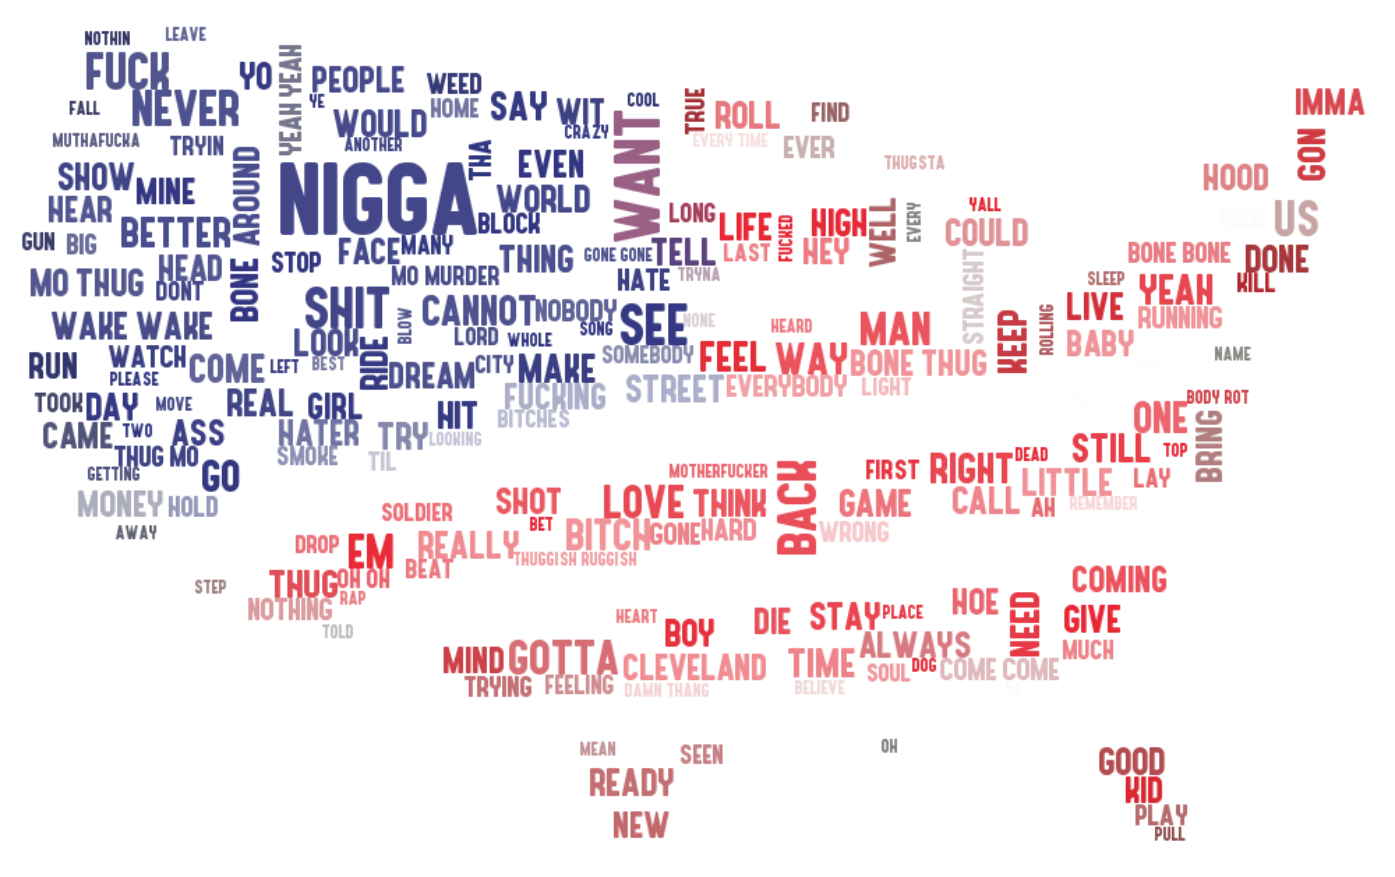 NOTHIN
LEAVE
FUCK
YO
YEAH YEAH
PEOPLE
WEED
YE
HOME
SAY
WIT
COOL
TRUE
ROLL
FIND
IMMA
FALL
NEVER
WOULD
CRAZY
EVERY TIME
EVER
GON
MUTHAFUCKA
TRYIN
ANOTHER
THA
EVEN
WANT
THUGSTA
HOOD
SHOW
MINE
AROUND
NIGGA
WORLD
HEAR
BLOCK
LONG
LIFE
FUCKED
HIGH
WELL
EVERY
YALL
COULD
US
GUN
BIG
BETTER
STOP
FACE
MANY
THING
GONE GONE
TELL
LAST
HEY
STRAIGHT
BONE BONE
DONE
MO THUG
HEAD
DONT
BONE
MO MURDER
HATE
TRYNA
SLEEP
YEAH
KILL
SHIT
BLOW
CANNOT
NOBODY
SEE
NONE
LIVE
RUNNING
WAKE WAKE
LOOK
RIDE
LORD
WHOLE
SONG
HEARD
MAN
KEEP
ROLLING
BABY
RUN
WATCH
PLEASE
COME
LEFT
BEST
DREAM
CITY
MAKE
SOMEBODY
FEEL
WAY
BONE THUG
NAME
TOOK
DAY
MOVE
REAL
GIRL
HIT
FUCKING
STREET
EVERYBODY
LIGHT
BODY ROT
CAME
TWO
ASS
HATER
TRY
LOOKING
BITCHES
ONE
BRING
THUG MO
SMOKE
TIL
STILL
TOP
GETTING
GO
MOTHERFUCKER
BACK
FIRST
RIGHT
DEAD
LITTLE
LAY
MONEY
HOLD
SHOT
LOVE
THINK
GAME
CALL
AH
REMEMBER
AWAY
SOLDIER
BET
BITCH
GONE
HARD
WRONG
DROP
EM
REALLY
THUGGISH RUGGISH
STEP
THUG
OH OH
BEAT
COMING
NOTHING
RAP
TOLD
HEART
BOY
DIE
STAY
PLACE
HOE
NEED
GIVE
MIND
GOTTA
CLEVELAND
TIME
ALWAYS
SOUL
DOG
COME COME
MUCH
TRYING
FEELING
DAMN THANG
BELIEVE
MEAN
SEEN
OH
GOOD
READY
KID
NEW
PLAY
PULL